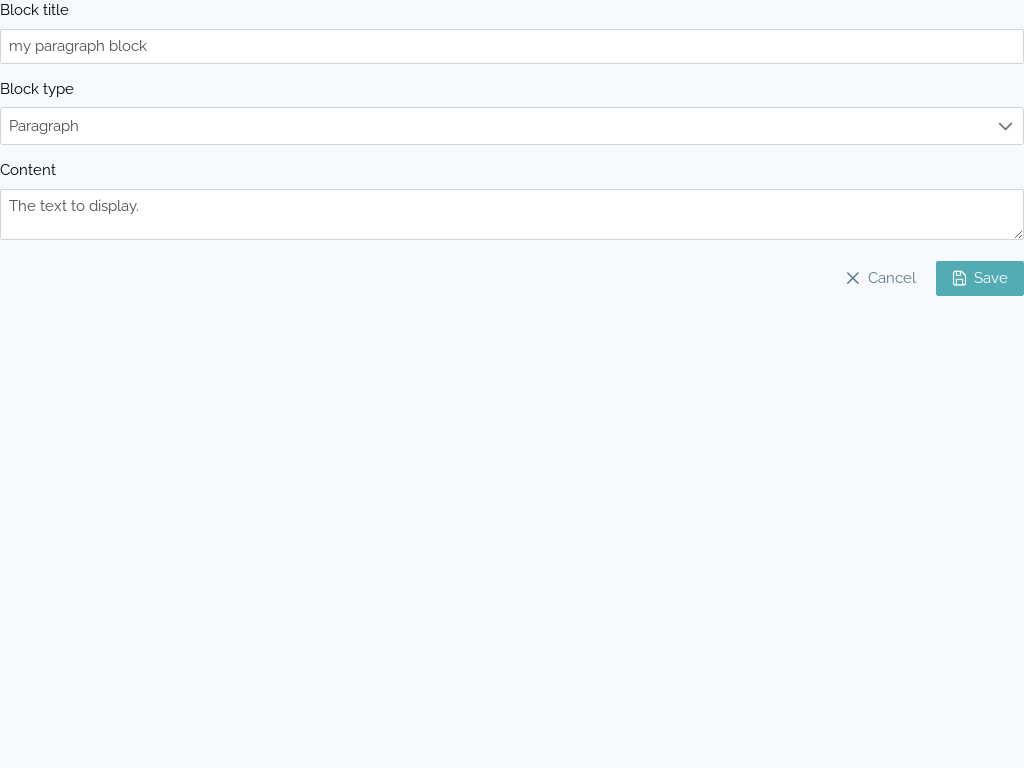 Block title
my paragraph block
Block type
Paragraph
Content
The text to display.
Cancel
Save